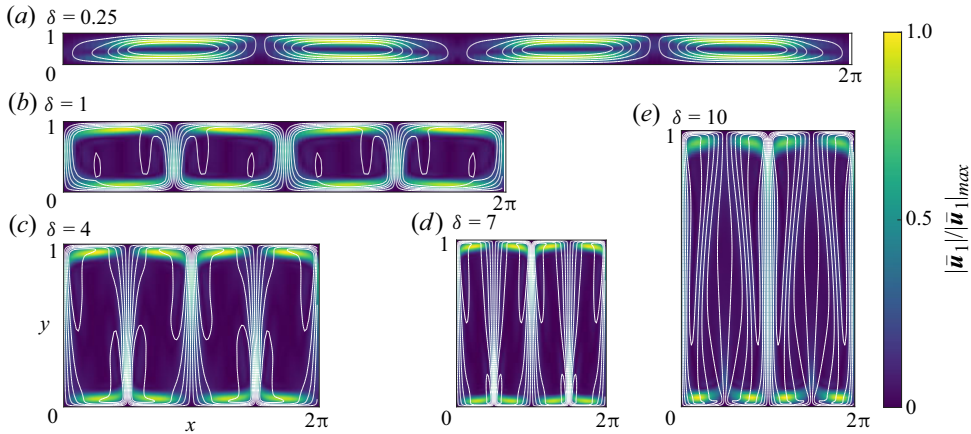 (a) δ = 0.25
1
0
2π
(b) δ = 1
1
0
2π
(c) δ = 4
1
0
y
x
2π
(d) δ = 7
1
0
2π
(e) δ = 10
1
0
2π
1.0
0.5
0
|ū₁|/|ū₁|max